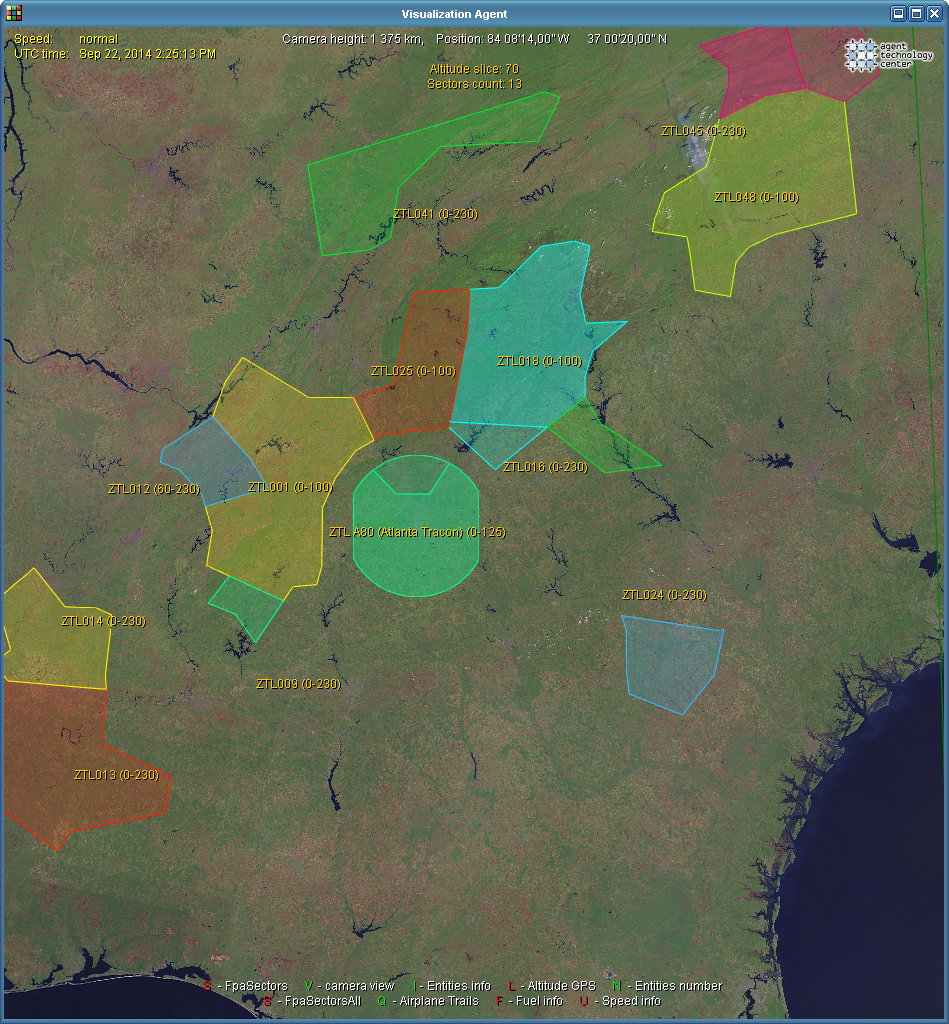 Visualization Agent
Speed: normal
Camera height: 1 375 km, Position: 84 08'14,00" W 37 00'20,00" N
UTC time: Sep 22, 2014 2:25:13 PM
agent
technology
center
Altitude slice: 70
Sectors count: 13
ZTL045 (0-230)
ZTL048 (0-100)
ZTL041 (0-230)
ZTL018 (0-100)
ZTL025 (0-100)
ZTL016 (0-230)
ZTL012 (60-230)
ZTL001 (0-100)
ZTL A80 (Atlanta Tracon) (0-125)
ZTL024 (0-230)
ZTL014 (0-230)
ZTL009 (0-230)
ZTL013 (0-230)
S - FpaSectors V - camera view I - Entities info L - Altitude GPS N - Entities number
S - FpaSectorsAll Q - Airplane Trails F - Fuel info U - Speed info